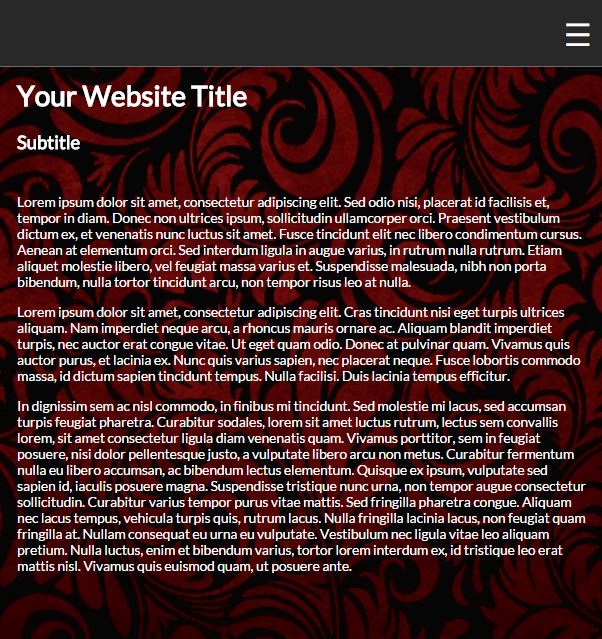 Your Website Title
Subtitle
Lorem ipsum dolor sit amet, consectetur adipiscing elit. Sed odio nisi, placerat id facilisis et,
tempor in diam. Donec non ultrices ipsum, sollicitudin ullamcorper orci. Praesent vestibulum
dictum ex, et venenatis nunc luctus sit amet. Fusce tincidunt elit nec libero condimentum cursus.
Aenean at elementum orci. Sed interdum ligula in augue varius, in rutrum nulla rutrum. Etiam
aliquet molestie libero, vel feugiat massa varius et. Suspendisse malesuada, nibh non porta
bibendum, nulla tortor tincidunt arcu, non tempor risus leo at nulla.
Lorem ipsum dolor sit amet, consectetur adipiscing elit. Cras tincidunt nisi eget turpis ultrices
aliquam. Nam imperdiet neque arcu, a rhoncus mauris ornare ac. Aliquam blandit imperdiet
turpis, nec auctor erat congue vitae. Ut eget quam odio. Donec at pulvinar quam. Vivamus quis
auctor purus, et lacinia ex. Nunc quis varius sapien, nec placerat neque. Fusce lobortis commodo
massa, id dictum sapien tincidunt tempus. Nulla facilisi. Duis lacinia tempus efficitur.
In dignissim sem ac nisl commodo, in finibus mi tincidunt. Sed molestie mi lacus, sed accumsan
turpis feugiat pharetra. Curabitur sodales, lorem sit amet luctus rutrum, lectus sem convallis
lorem, sit amet consectetur ligula diam venenatis quam. Vivamus porttitor, sem in feugiat
posuere, nisi dolor pellentesque justo, a vulputate libero arcu non metus. Curabitur fermentum
nulla eu libero accumsan, ac bibendum lectus elementum. Quisque ex ipsum, vulputate sed
sapien id, iaculis posuere magna. Suspendisse tristique nunc urna, non tempor augue consectetur
sollicitudin. Curabitur varius tempor purus vitae mattis. Sed fringilla pharetra congue. Aliquam
nec lacus tempus, vehicula turpis quis, rutrum lacus. Nulla fringilla lacinia lacus, non feugiat quam
fringilla at. Nullam consequat eu urna eu vulputate. Vestibulum nec ligula vitae leo aliquam
pretium. Nulla luctus, enim et bibendum varius, tortor lorem interdum ex, id tristique leo erat
mattis nisl. Vivamus quis euismod quam, ut posuere ante.